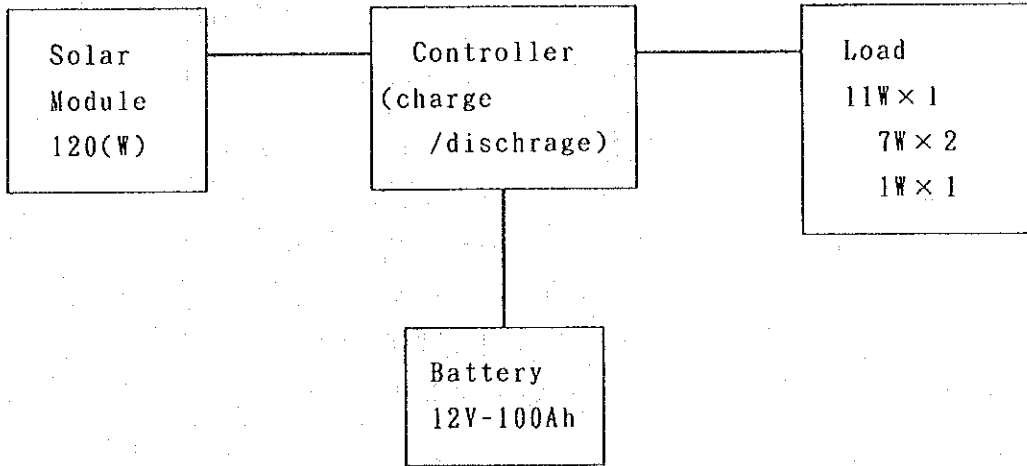 Solar
Module
120(W)
Controller
(charge
/dischrage)
Load
11W×1
7W×2
1W×1
Battery
12V-100Ah